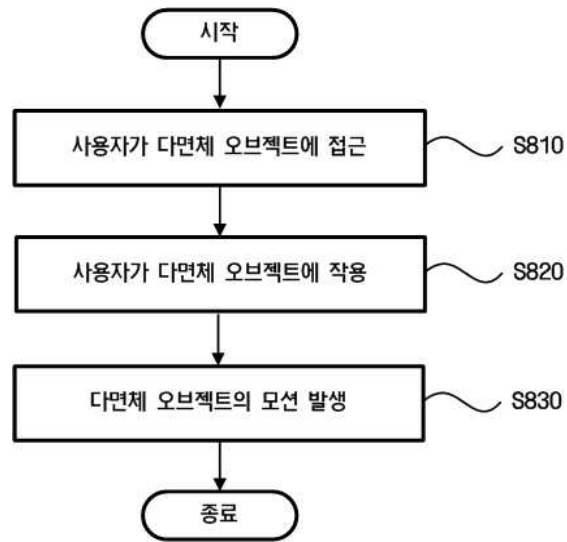 시작
사용자가 다면체 오브젝트에 접근
S810
사용자가 다면체 오브젝트에 작용
S820
다면체 오브젝트의 모션 발생
S830
종료